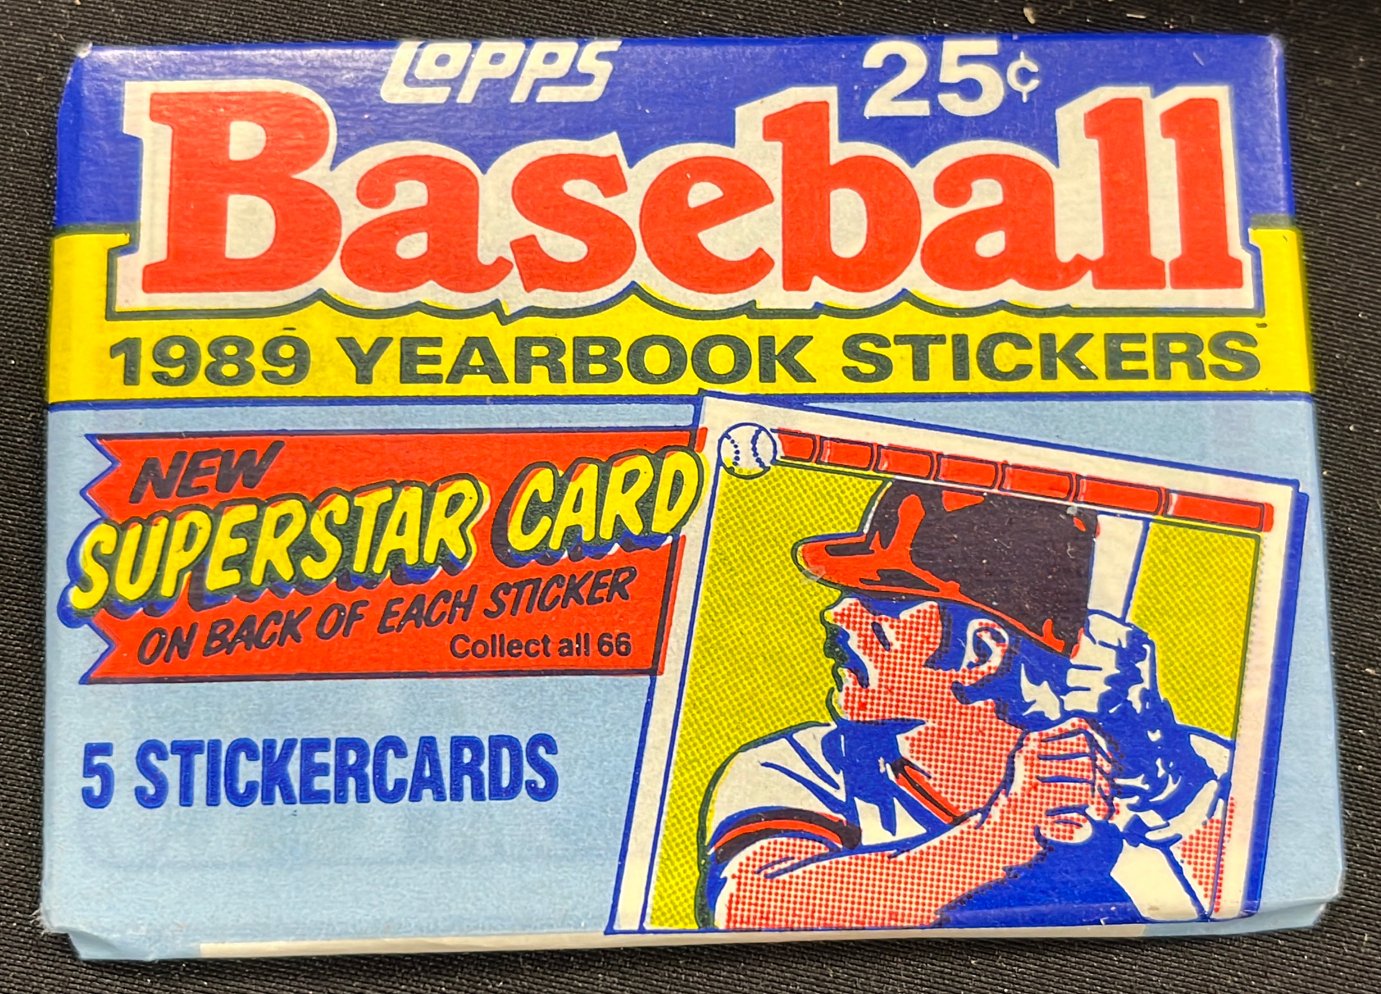 Topps
25¢
Baseball
1989 YEARBOOK STICKERS
NEW
SUPERSTAR CARD
ON BACK OF EACH STICKER
Collect all 66
5 STICKERCARDS